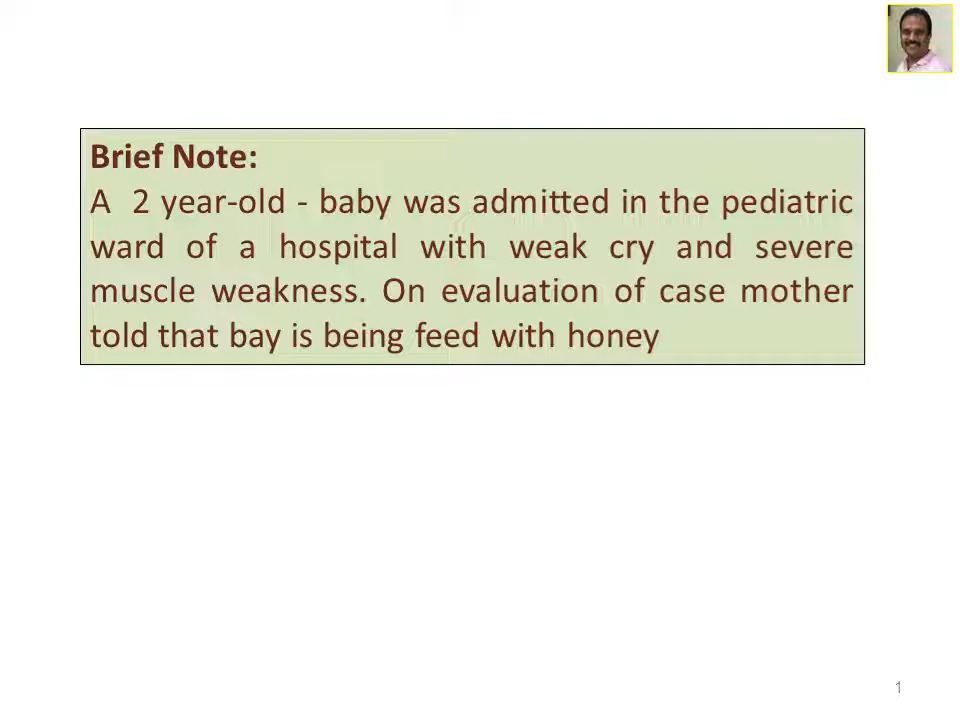 Brief Note:
A 2 year-old - baby was admitted in the pediatric
ward of a hospital with weak cry and severe
muscle weakness. On evaluation of case mother
told that bay is being feed with honey
1